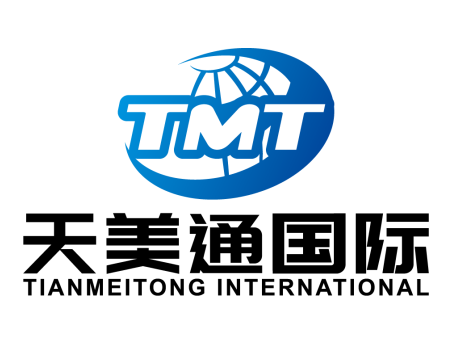 TMT
天美通国际
TIANMEITONG INTERNATIONAL